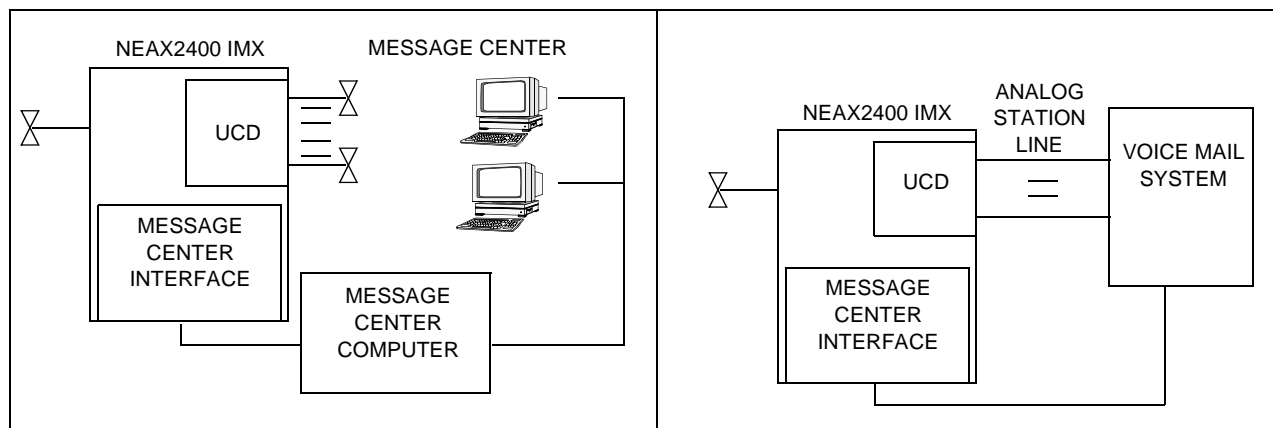 NEAX2400 IMX
MESSAGE CENTER
UCD
MESSAGE
CENTER
INTERFACE
MESSAGE
CENTER
COMPUTER
NEAX2400 IMX
ANALOG
STATION
LINE
UCD
VOICE MAIL
SYSTEM
MESSAGE
CENTER
INTERFACE